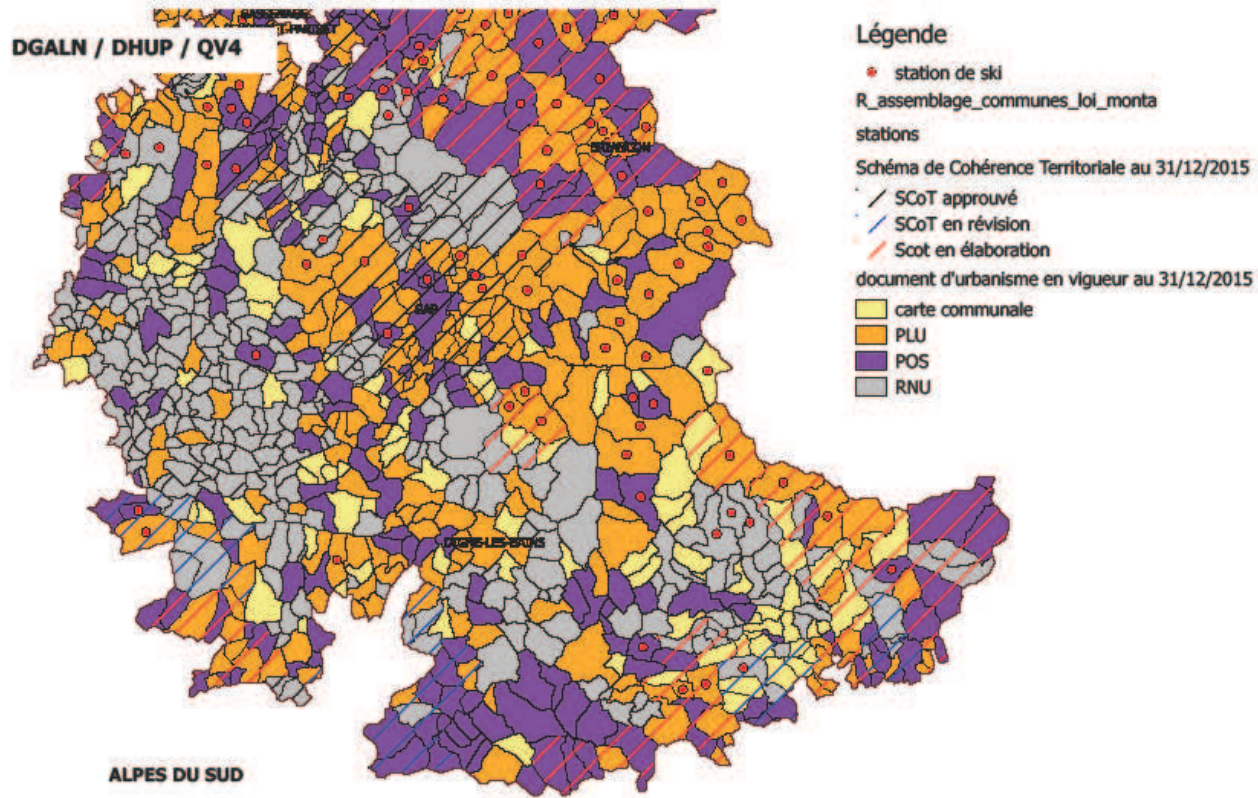 DGALN / DHUP / QV4
Légende
station de ski
R_assemblage_communes_loi_monta
stations
Schéma de Cohérence Territoriale au 31/12/2015
SCoT approuvé
SCoT en révision
Scot en élaboration
document d'urbanisme en vigueur au 31/12/2015
carte communale
PLU
POS
RNU
BRIANCON
GAP
DIGNE-LES-BAINS
ALPES DU SUD